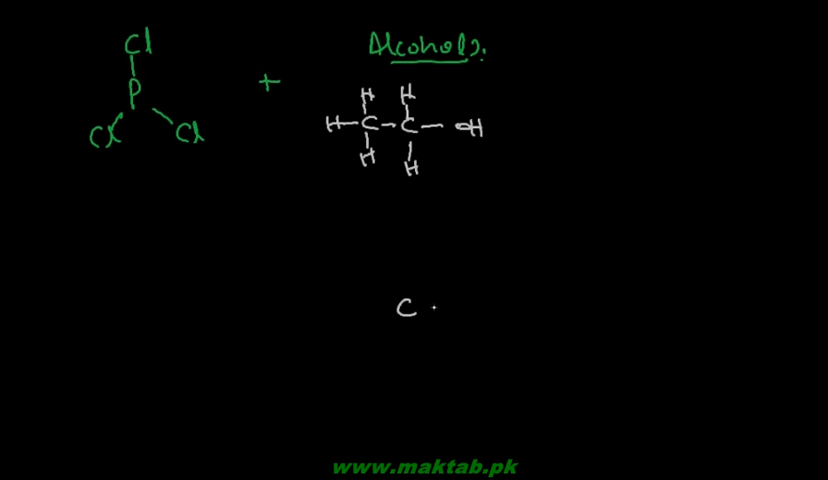 Cl Alcohols.
P + H H
Cl Cl H-C-C-OH
H H
C
www.maktab.pk